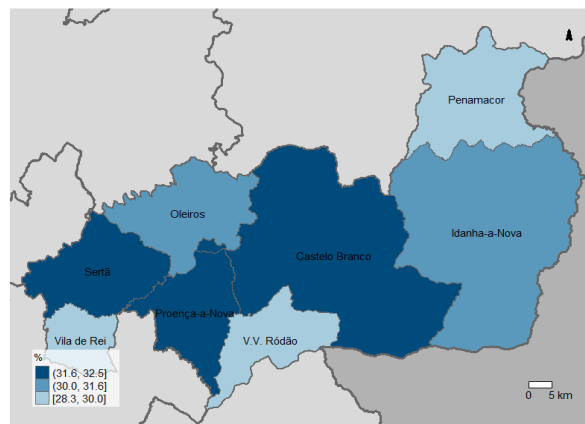 Penamacor
Oleiros
Idanha-a-Nova
Castelo Branco
Sertã
Proença-a-Nova
Vila de Rei
V.V. Ródão
%
(31.6, 32.5]
(30.0, 31.6]
[28.3, 30.0]
0 5 km